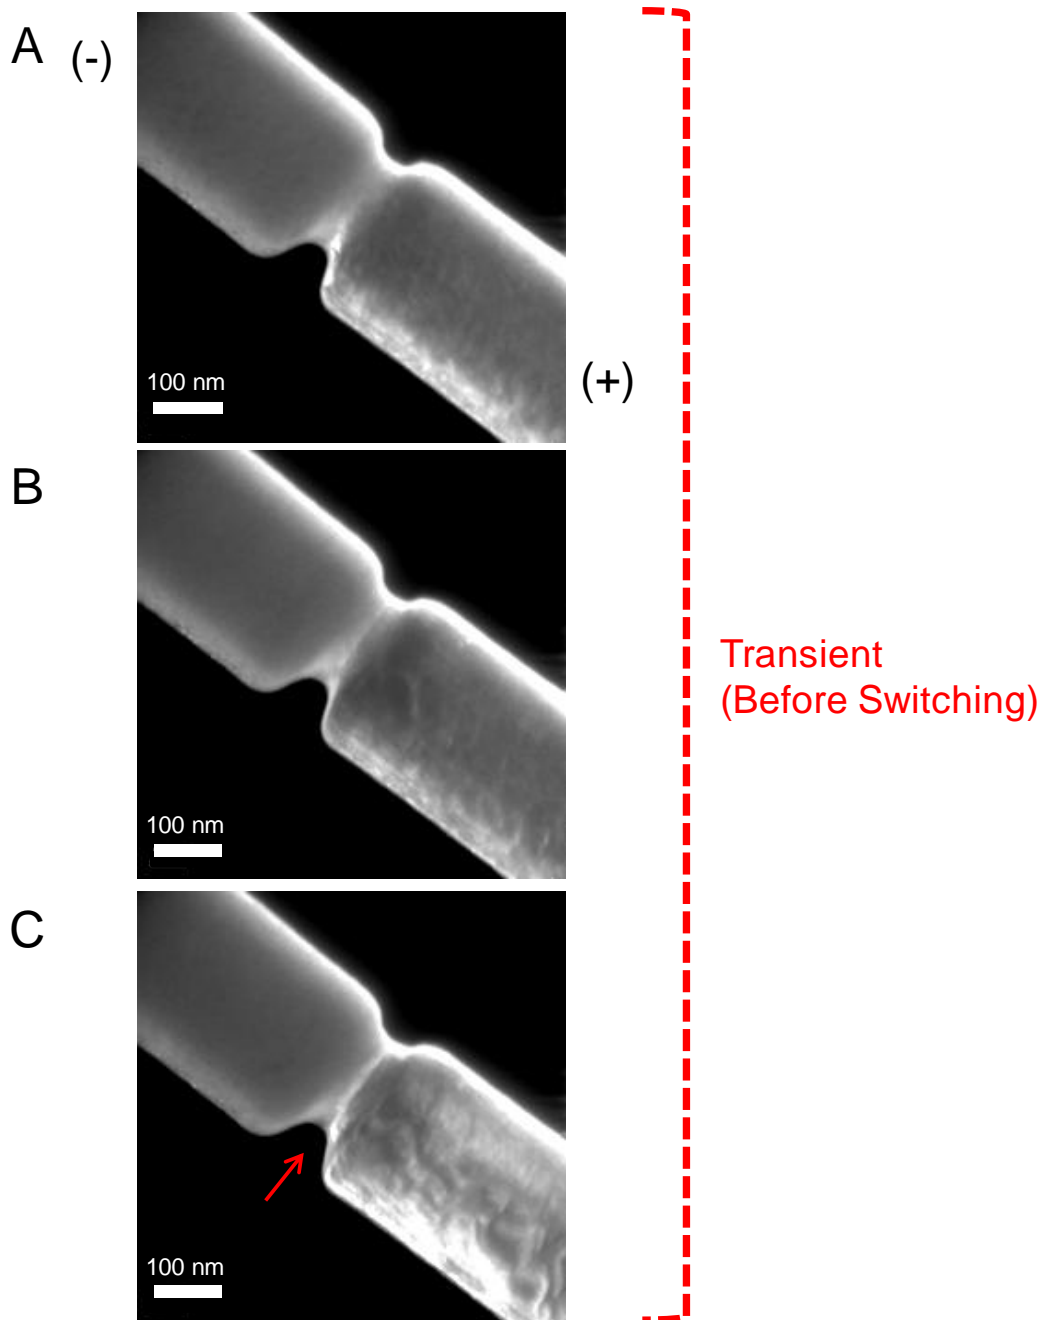 A
(-)
100 nm
(+)
B
100 nm
Transient
(Before Switching)
C
100 nm